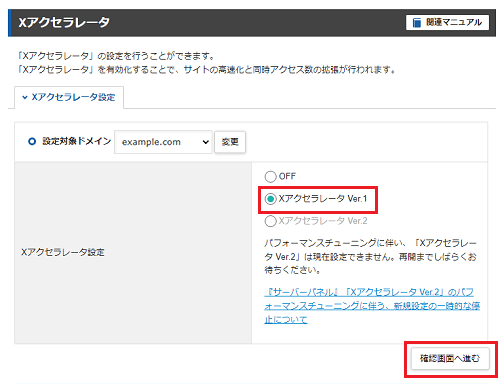 Xアクセラレータ
関連マニュアル
「Xアクセラレータ」の設定を行うことができます。
「Xアクセラレータ」を有効化することで、サイトの高速化と同時アクセス数の拡張が行われます。
Xアクセラレータ設定
設定対象ドメイン example.com 変更
OFF
Xアクセラレータ Ver.1
Xアクセラレータ Ver.2
Xアクセラレータ設定
パフォーマンスチューニングに伴い、「Xアクセラレー
タ Ver.2」は現在設定できません。再開までしばらくお
待ちください。
『サーバーパネル』「Xアクセラレータ Ver.2」のパフ
ォーマンスチューニングに伴う、新規設定の一時的な停
止について
確認画面へ進む